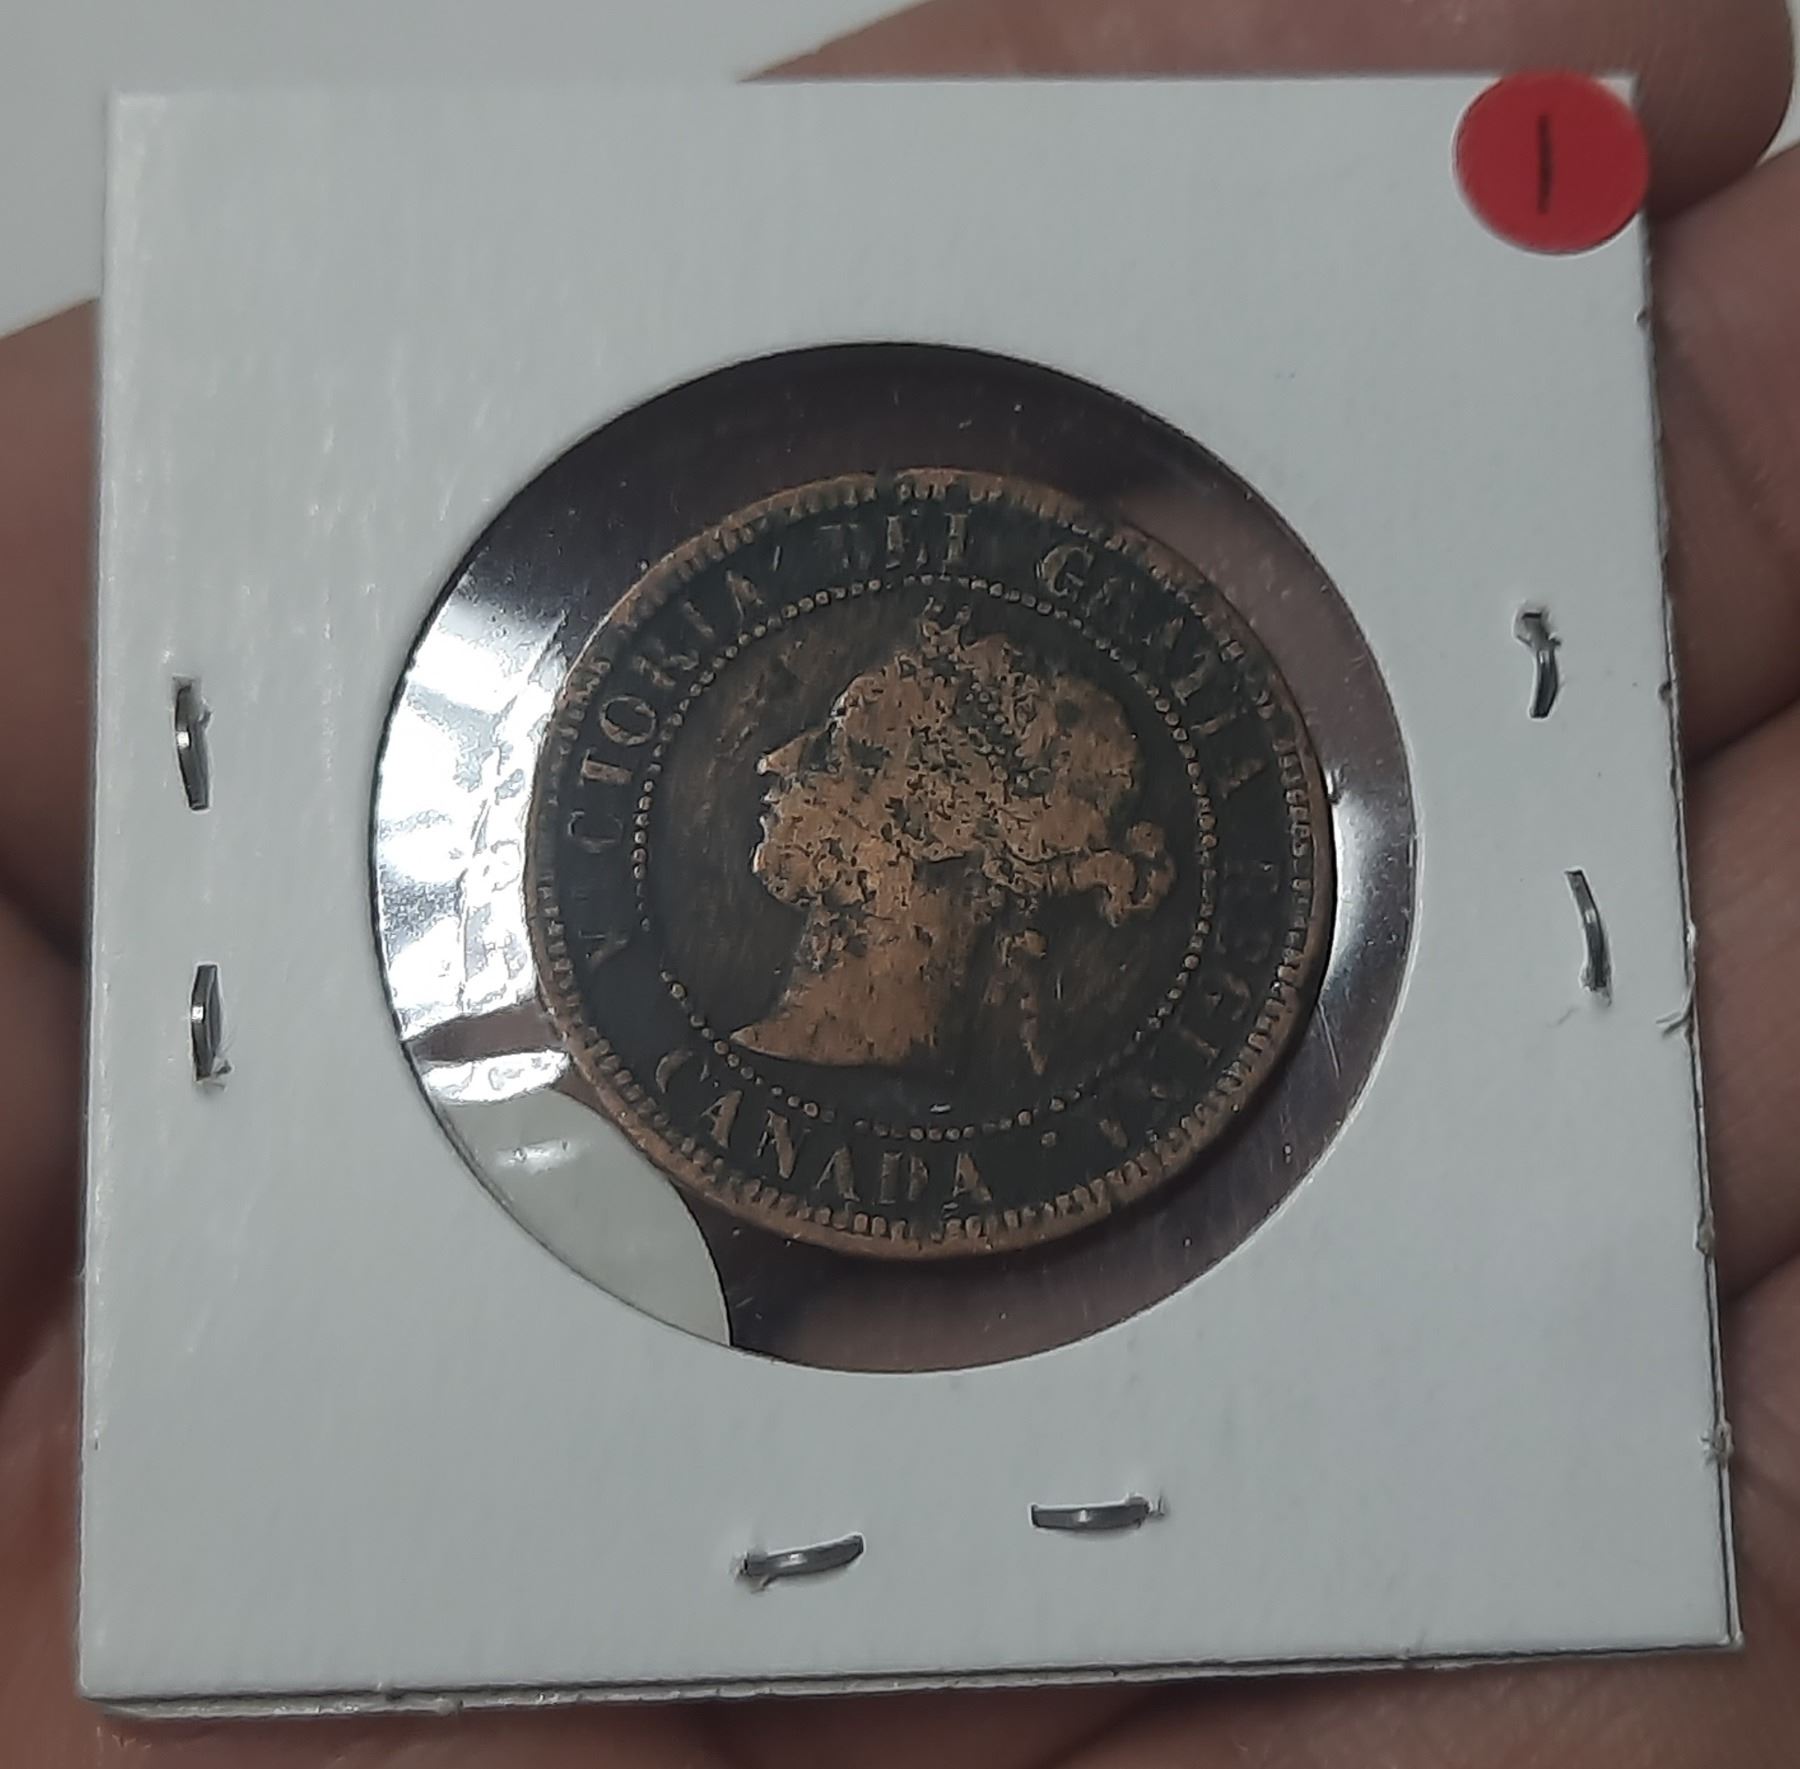 1
VICTORIA DEI GRATIA REGINA.
CANADA